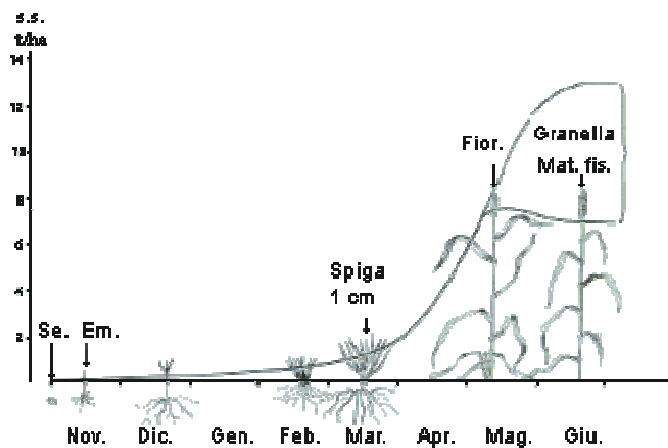 s.s.
t/ha
14
12
10
8
6
4
2
Fior.
Granella
Mat. fis.
Spiga
1 cm
Se. Em.
Nov. Dic. Gen. Feb. Mar. Apr. Mag. Giu.